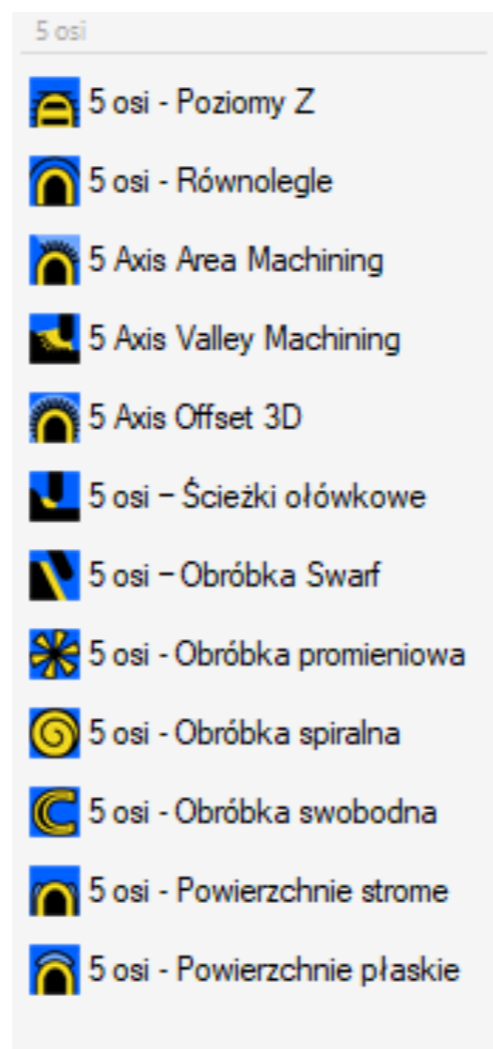 5 osi
5 osi - Poziomy Z
5 osi - Równolegle
5 Axis Area Machining
5 Axis Valley Machining
5 Axis Offset 3D
5 osi – Ścieżki ołówkowe
5 osi – Obróbka Swarf
5 osi - Obróbka promieniowa
5 osi - Obróbka spiralna
5 osi - Obróbka swobodna
5 osi - Powierzchnie strome
5 osi - Powierzchnie płaskie